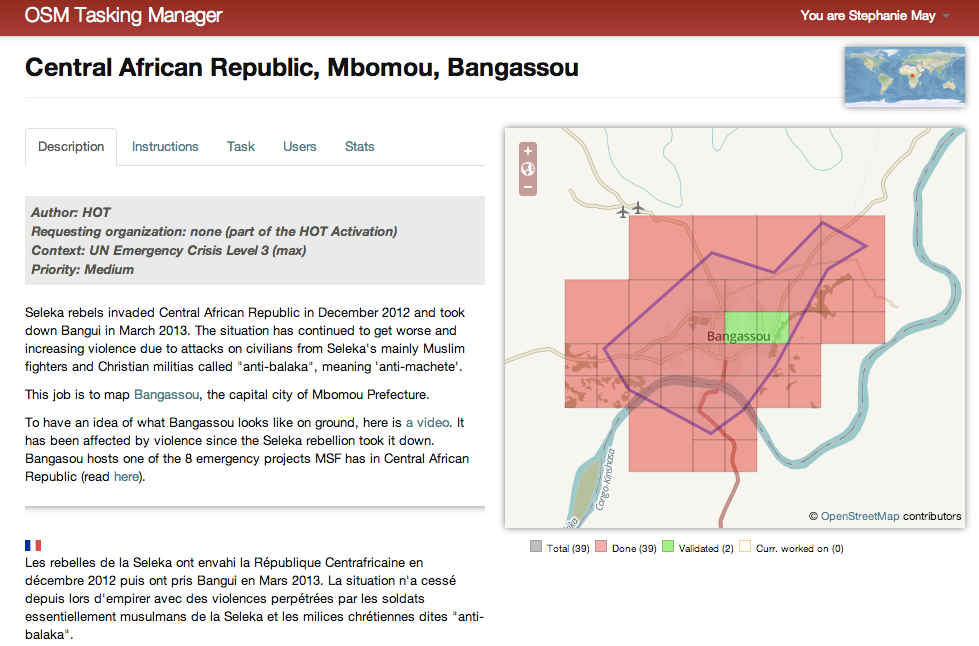 OSM Tasking Manager
You are Stephanie May
Central African Republic, Mbomou, Bangassou
Description Instructions Task Users Stats
Author: HOT
Requesting organization: none (part of the HOT Activation)
Context: UN Emergency Crisis Level 3 (max)
Priority: Medium
Seleka rebels invaded Central African Republic in December 2012 and took
down Bangui in March 2013. The situation has continued to get worse and
increasing violence due to attacks on civilians from Seleka's mainly Muslim
fighters and Christian militias called "anti-balaka", meaning 'anti-machete'.
This job is to map Bangassou, the capital city of Mbomou Prefecture.
To have an idea of what Bangassou looks like on ground, here is a video. It
has been affected by violence since the Seleka rebellion took it down.
Bangasou hosts one of the 8 emergency projects MSF has in Central African
Republic (read here).
Les rebelles de la Seleka ont envahi la République Centrafricaine en
décembre 2012 puis ont pris Bangui en Mars 2013. La situation n'a cessé
depuis lors d'empirer avec des violences perpétrées par les soldats
essentiellement musulmans de la Seleka et les milices chrétiennes dites "anti-
balaka".
+
−
Bangassou
Congo-Kinshasa
© OpenStreetMap contributors
Total (39) Done (39) Validated (2) Curr. worked on (0)